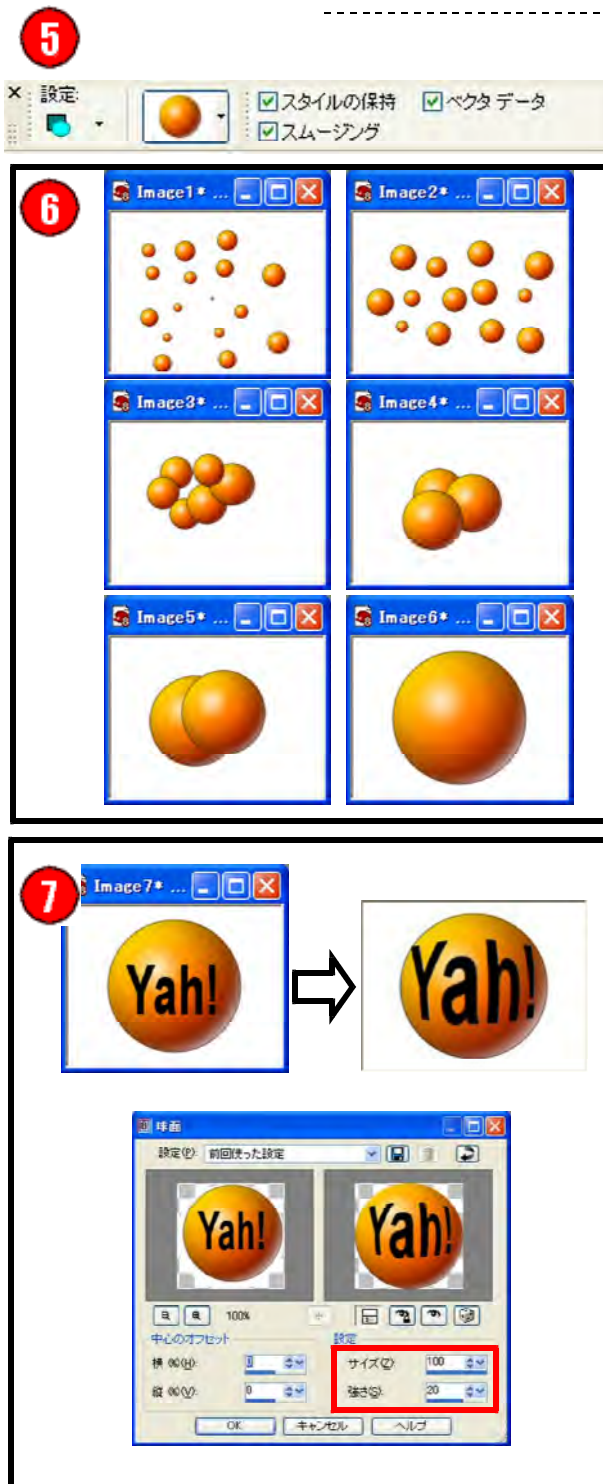 5
設定:
スタイルの保持 ベクタ データ
スムージング
6
Image1* ... Image2* ...
Image3* ... Image4* ...
Image5* ... Image6* ...
7
Image7* ...
Yah! Yah!
球面
設定(P): 前回使った設定
Yah! Yah!
100%
中心のオフセット 設定
横 (%)(H): サイズ(Z): 100
縦 (%)(V): 0 強さ(S): 20
OK キャンセル ヘルプ